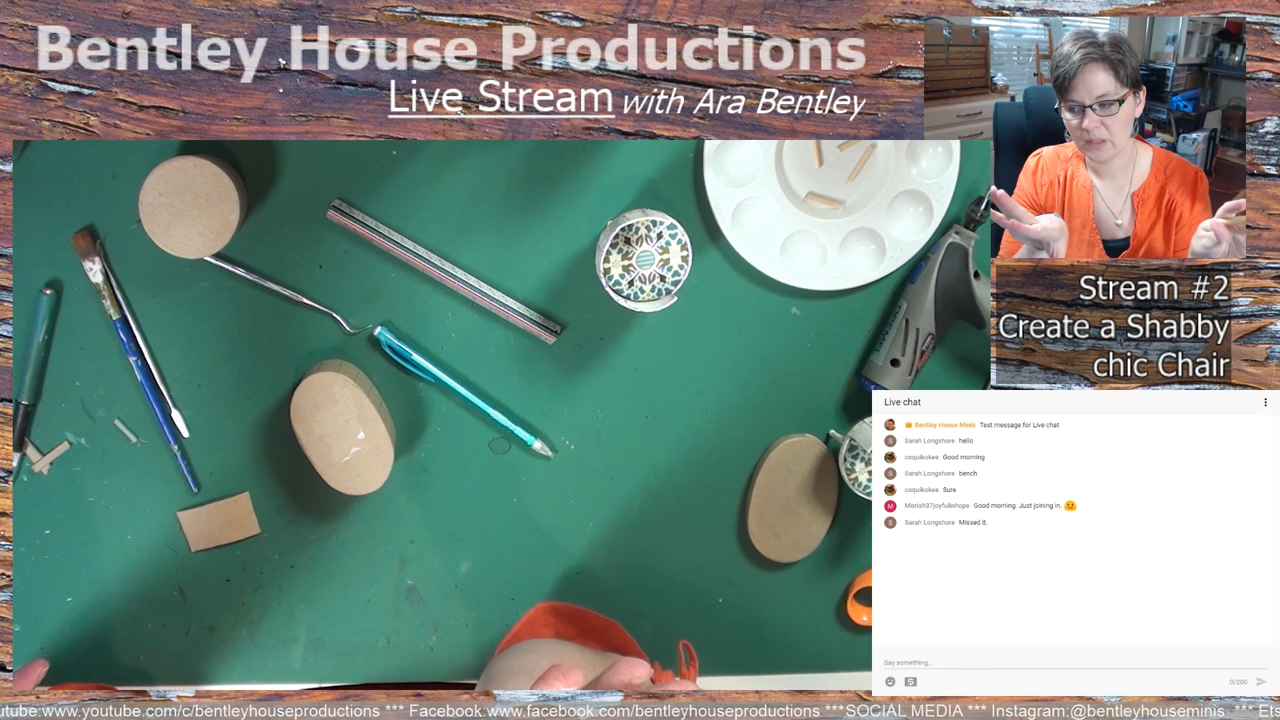 Bentley House Productions
Live Stream with Ara Bentley
Stream #2
Create a Shabby
chic Chair
Live chat
Bentley House Minis Test message for Live chat
S Sarah Longshore hello
coquikokee Good morning
S Sarah Longshore bench
coquikokee Sure
M Moriah37joyfulinhope Good morning. Just joining in.
S Sarah Longshore Missed it.
Say something...
0/200
utube:www.youtube.com/c/bentleyhouseproductions *** Facebook:www.facebook.com/bentleyhouseproductions ***SOCIAL MEDIA *** Instagram:@bentleyhouseminis *** Ets